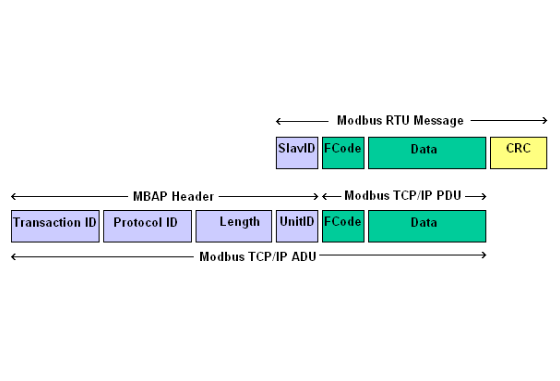 Modbus RTU Message
SlavID FCode Data CRC
MBAP Header Modbus TCP/IP PDU
Transaction ID Protocol ID Length UnitID FCode Data
Modbus TCP/IP ADU